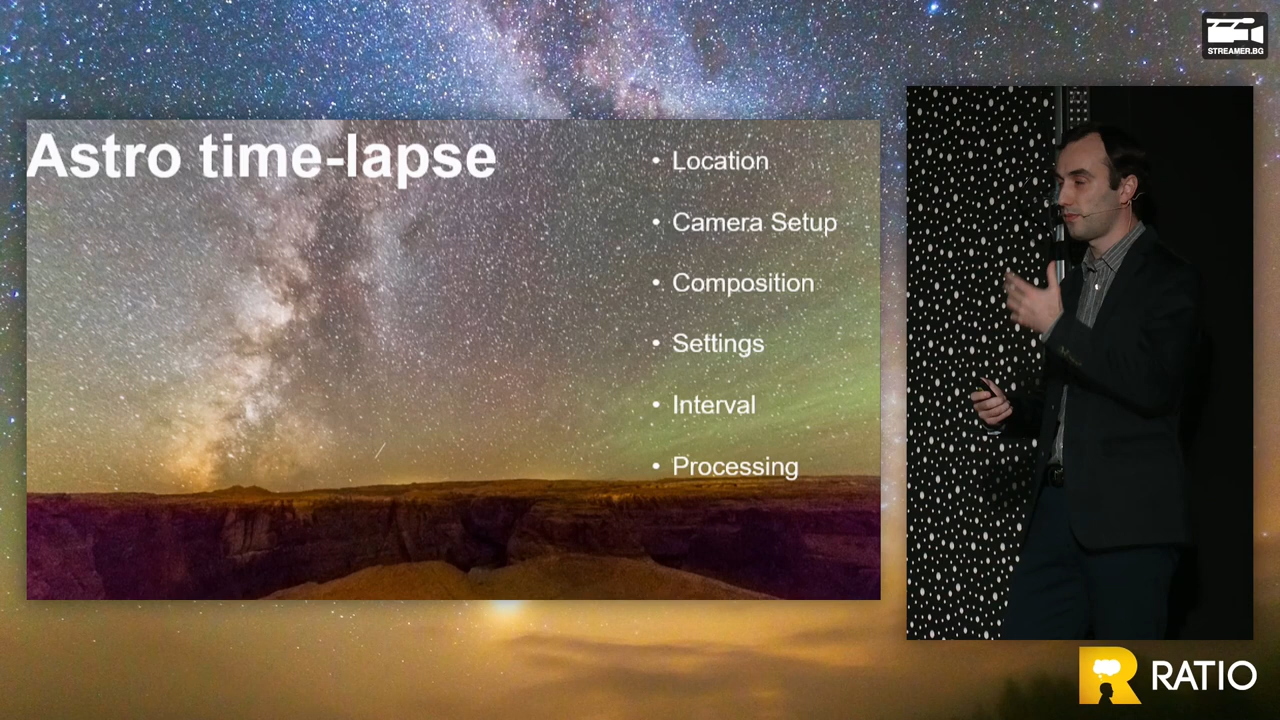 STREAMER.BG
Astro time-lapse
• Location
• Camera Setup
• Composition
• Settings
• Interval
• Processing
RATIO